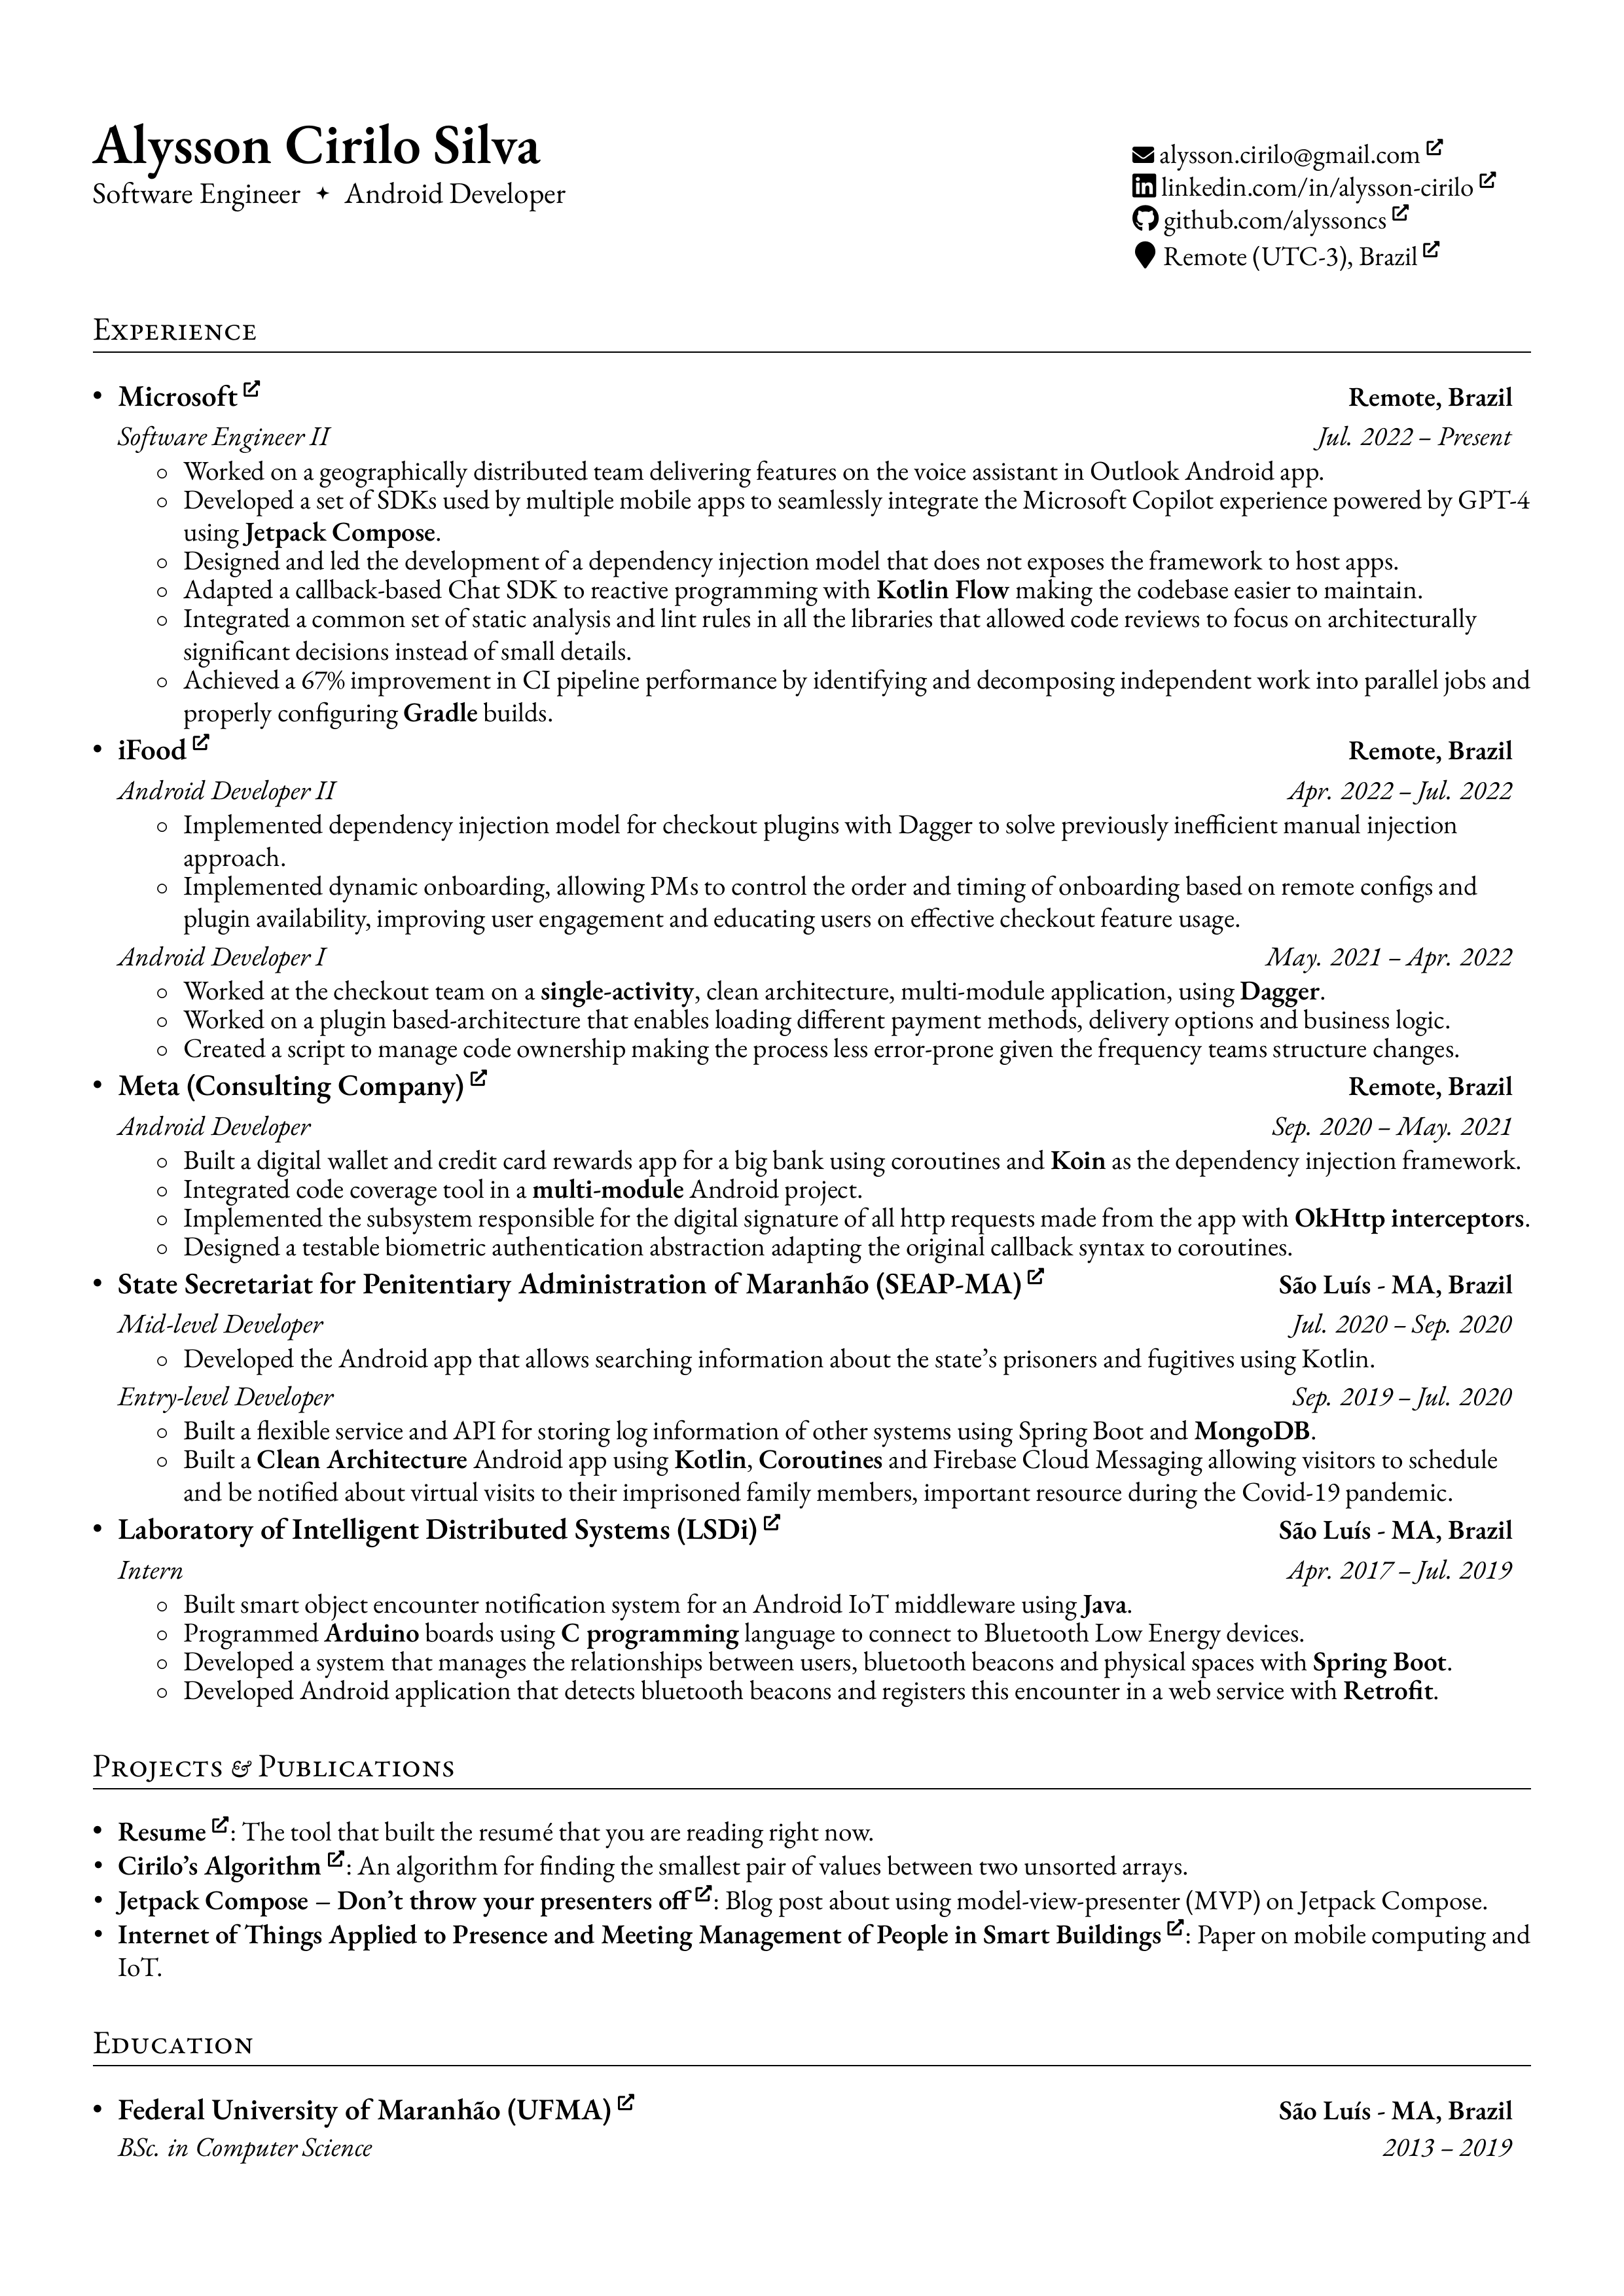 Alysson Cirilo Silva
Software Engineer ✦ Android Developer
alysson.cirilo@gmail.com
linkedin.com/in/alysson-cirilo
github.com/alyssoncs
Remote (UTC-3), Brazil
Experience
• Microsoft Remote, Brazil
Software Engineer II Jul. 2022 – Present
◦ Worked on a geographically distributed team delivering features on the voice assistant in Outlook Android app.
◦ Developed a set of SDKs used by multiple mobile apps to seamlessly integrate the Microsoft Copilot experience powered by GPT-4
using Jetpack Compose.
◦ Designed and led the development of a dependency injection model that does not exposes the framework to host apps.
◦ Adapted a callback-based Chat SDK to reactive programming with Kotlin Flow making the codebase easier to maintain.
◦ Integrated a common set of static analysis and lint rules in all the libraries that allowed code reviews to focus on architecturally
significant decisions instead of small details.
◦ Achieved a 67% improvement in CI pipeline performance by identifying and decomposing independent work into parallel jobs and
properly configuring Gradle builds.
• iFood Remote, Brazil
Android Developer II Apr. 2022 – Jul. 2022
◦ Implemented dependency injection model for checkout plugins with Dagger to solve previously inefficient manual injection
approach.
◦ Implemented dynamic onboarding, allowing PMs to control the order and timing of onboarding based on remote configs and
plugin availability, improving user engagement and educating users on effective checkout feature usage.
Android Developer I May. 2021 – Apr. 2022
◦ Worked at the checkout team on a single-activity, clean architecture, multi-module application, using Dagger.
◦ Worked on a plugin based-architecture that enables loading different payment methods, delivery options and business logic.
◦ Created a script to manage code ownership making the process less error-prone given the frequency teams structure changes.
• Meta (Consulting Company) Remote, Brazil
Android Developer Sep. 2020 – May. 2021
◦ Built a digital wallet and credit card rewards app for a big bank using coroutines and Koin as the dependency injection framework.
◦ Integrated code coverage tool in a multi-module Android project.
◦ Implemented the subsystem responsible for the digital signature of all http requests made from the app with OkHttp interceptors.
◦ Designed a testable biometric authentication abstraction adapting the original callback syntax to coroutines.
• State Secretariat for Penitentiary Administration of Maranhão (SEAP-MA) São Luís - MA, Brazil
Mid-level Developer Jul. 2020 – Sep. 2020
◦ Developed the Android app that allows searching information about the state's prisoners and fugitives using Kotlin.
Entry-level Developer Sep. 2019 – Jul. 2020
◦ Built a flexible service and API for storing log information of other systems using Spring Boot and MongoDB.
◦ Built a Clean Architecture Android app using Kotlin, Coroutines and Firebase Cloud Messaging allowing visitors to schedule
and be notified about virtual visits to their imprisoned family members, important resource during the Covid-19 pandemic.
• Laboratory of Intelligent Distributed Systems (LSDi) São Luís - MA, Brazil
Intern Apr. 2017 – Jul. 2019
◦ Built smart object encounter notification system for an Android IoT middleware using Java.
◦ Programmed Arduino boards using C programming language to connect to Bluetooth Low Energy devices.
◦ Developed a system that manages the relationships between users, bluetooth beacons and physical spaces with Spring Boot.
◦ Developed Android application that detects bluetooth beacons and registers this encounter in a web service with Retrofit.
Projects & Publications
• Resume: The tool that built the resumé that you are reading right now.
• Cirilo's Algorithm: An algorithm for finding the smallest pair of values between two unsorted arrays.
• Jetpack Compose – Don't throw your presenters off: Blog post about using model-view-presenter (MVP) on Jetpack Compose.
• Internet of Things Applied to Presence and Meeting Management of People in Smart Buildings: Paper on mobile computing and
IoT.
Education
• Federal University of Maranhão (UFMA) São Luís - MA, Brazil
BSc. in Computer Science 2013 – 2019